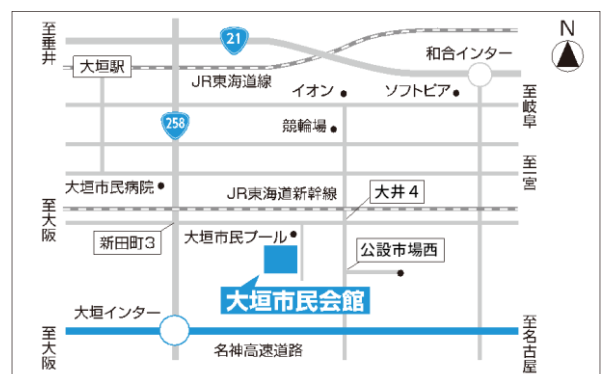 至垂井
21
N
和合インター
大垣駅
JR東海道線
イオン
ソフトピア
至岐阜
258
競輪場
至一宮
大垣市民病院
JR東海道新幹線
大井4
至大阪
新田町3
大垣市民プール
公設市場西
大垣市民会館
大垣インター
至大阪
名神高速道路
至名古屋